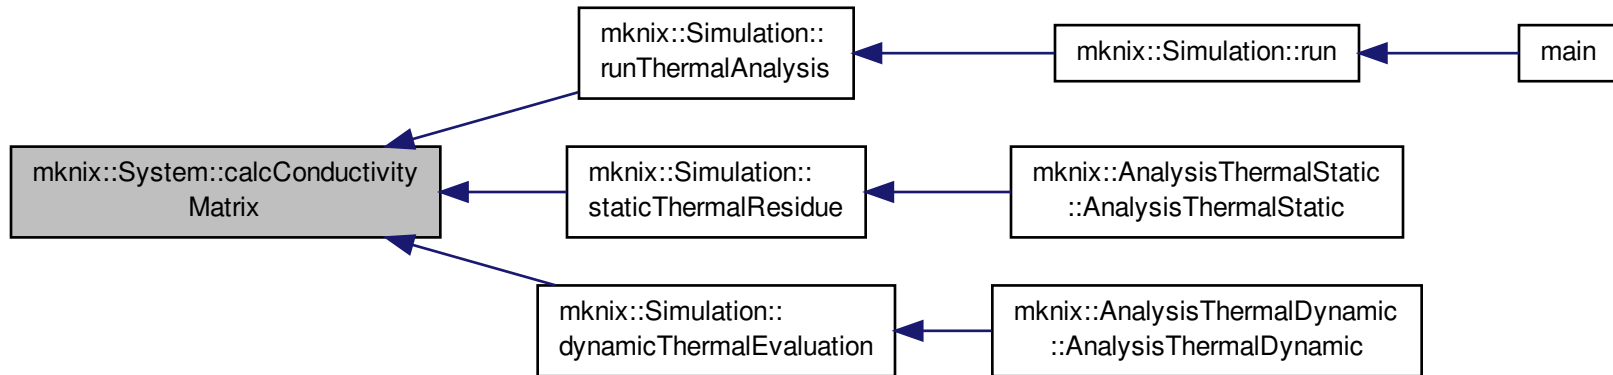 mknix::Simulation::
runThermalAnalysis
mknix::Simulation::run
main
mknix::System::calcConductivity
Matrix
mknix::Simulation::
staticThermalResidue
mknix::AnalysisThermalStatic
::AnalysisThermalStatic
mknix::Simulation::
dynamicThermalEvaluation
mknix::AnalysisThermalDynamic
::AnalysisThermalDynamic